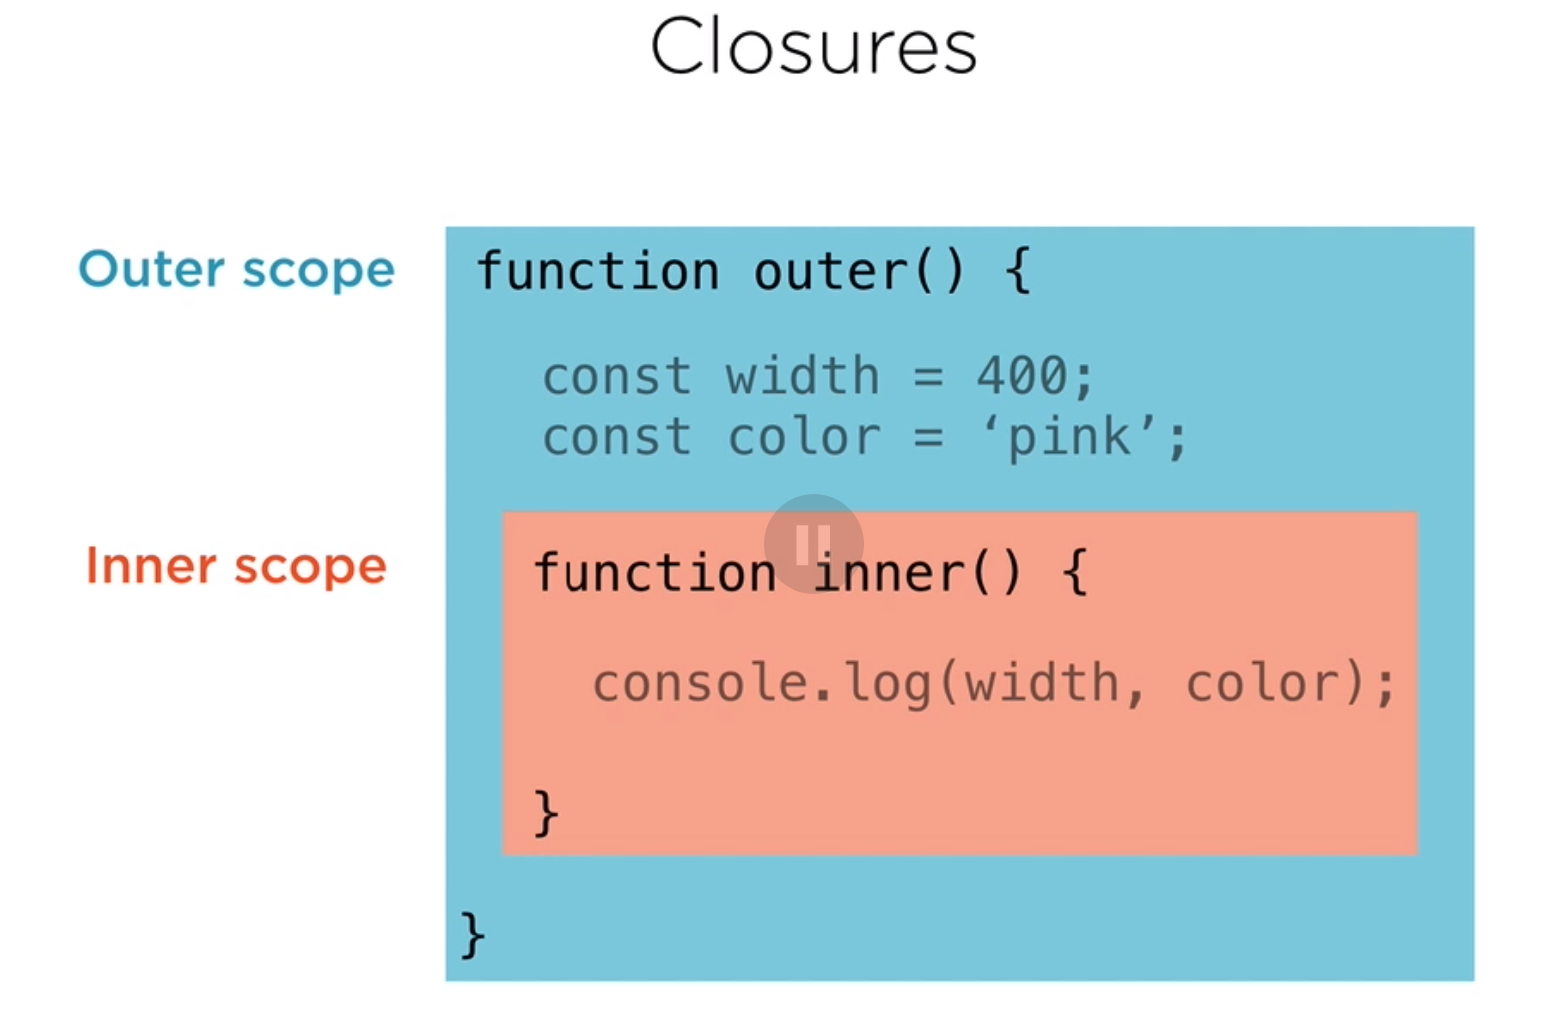 Closures
Outer scope
function outer() {
const width = 400;
const color = ‘pink’;
Inner scope
function inner() {
console.log(width, color);
}
}